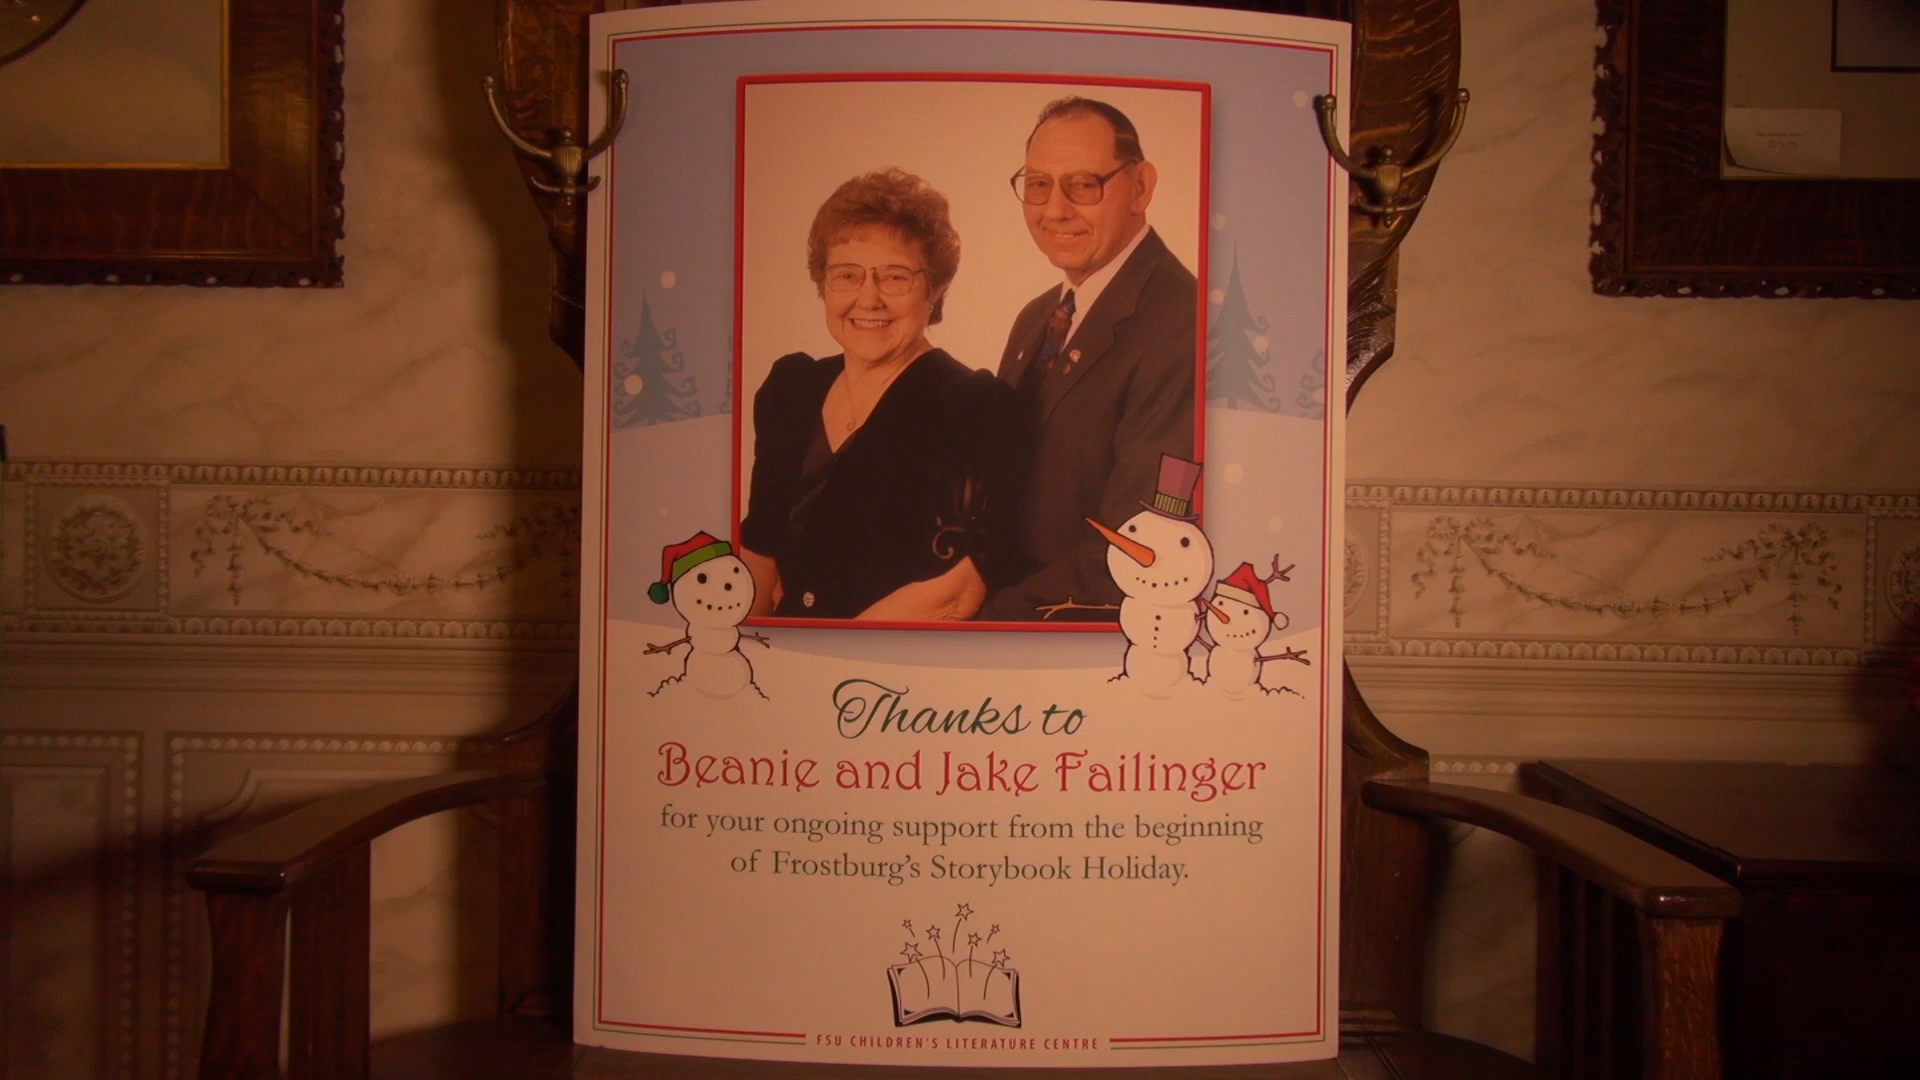 Thanks to
Beanie and Jake Failinger
for your ongoing support from the beginning
of Frostburg's Storybook Holiday.
FSU CHILDREN'S LITERATURE CENTRE